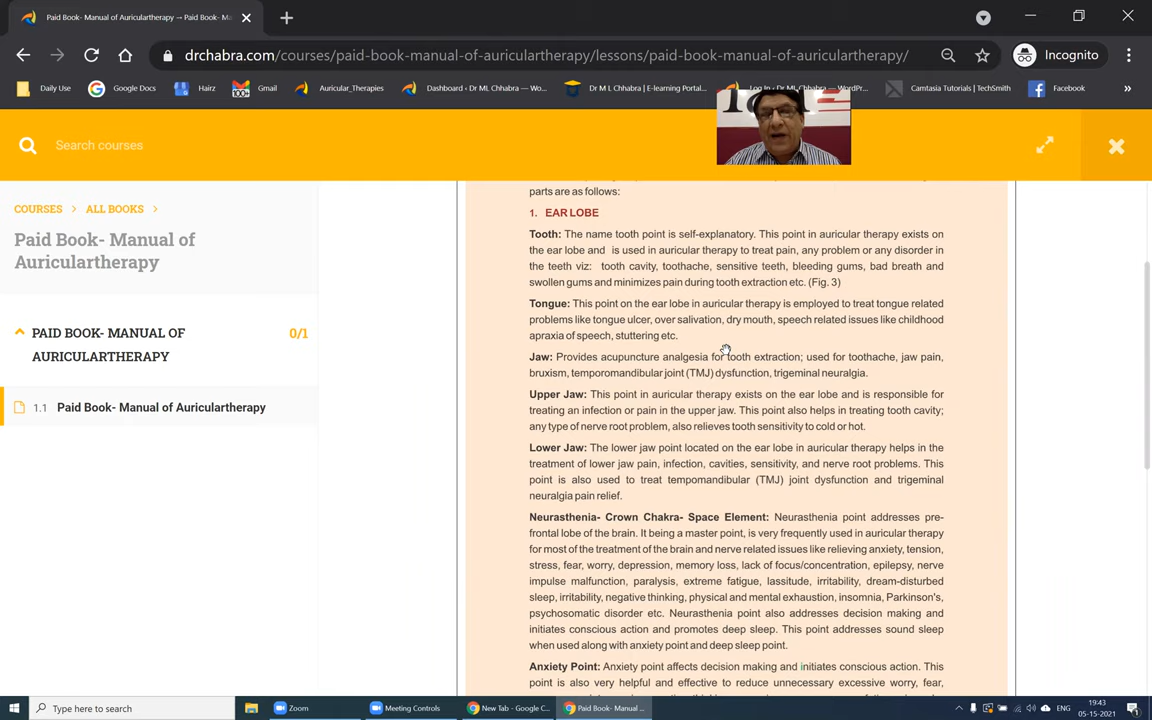 Paid Book- Manual of Auriculartherapy → Paid Book- M
drchabra.com/courses/paid-book-manual-of-auriculartherapy/lessons/paid-book-manual-of-auriculartherapy/
Incognito
Daily Use
Google Docs
Hairz
100+
Gmail
Auricular_Therapies
Dashboard ‹ Dr ML Chhabra — Wo...
Dr M L Chhabra | E-learning Portal...
Log In ‹ Dr ML Chhabra — WordPr...
Camtasia Tutorials | TechSmith
Facebook
»
Search courses
COURSES > ALL BOOKS >
Paid Book- Manual of
Auriculartherapy
PAID BOOK- MANUAL OF
AURICULARTHERAPY
0/1
1.1 Paid Book- Manual of Auriculartherapy
parts are as follows:
1. EAR LOBE
Tooth: The name tooth point is self-explanatory. This point in auricular therapy exists on
the ear lobe and is used in auricular therapy to treat pain, any problem or any disorder in
the teeth viz: tooth cavity, toothache, sensitive teeth, bleeding gums, bad breath and
swollen gums and minimizes pain during tooth extraction etc. (Fig. 3)
Tongue: This point on the ear lobe in auricular therapy is employed to treat tongue related
problems like tongue ulcer, over salivation, dry mouth, speech related issues like childhood
apraxia of speech, stuttering etc.
Jaw: Provides acupuncture analgesia for tooth extraction; used for toothache, jaw pain,
bruxism, temporomandibular joint (TMJ) dysfunction, trigeminal neuralgia.
Upper Jaw: This point in auricular therapy exists on the ear lobe and is responsible for
treating an infection or pain in the upper jaw. This point also helps in treating tooth cavity;
any type of nerve root problem, also relieves tooth sensitivity to cold or hot.
Lower Jaw: The lower jaw point located on the ear lobe in auricular therapy helps in the
treatment of lower jaw pain, infection, cavities, sensitivity, and nerve root problems. This
point is also used to treat tempomandibular (TMJ) joint dysfunction and trigeminal
neuralgia pain relief.
Neurasthenia- Crown Chakra- Space Element: Neurasthenia point addresses pre-
frontal lobe of the brain. It being a master point, is very frequently used in auricular therapy
for most of the treatment of the brain and nerve related issues like relieving anxiety, tension,
stress, fear, worry, depression, memory loss, lack of focus/concentration, epilepsy, nerve
impulse malfunction, paralysis, extreme fatigue, lassitude, irritability, dream-disturbed
sleep, irritability, negative thinking, physical and mental exhaustion, insomnia, Parkinson's,
psychosomatic disorder etc. Neurasthenia point also addresses decision making and
initiates conscious action and promotes deep sleep. This point addresses sound sleep
when used along with anxiety point and deep sleep point.
Anxiety Point: Anxiety point affects decision making and initiates conscious action. This
point is also very helpful and effective to reduce unnecessary excessive worry, fear,
Type here to search
Zoom
Meeting Controls
New Tab - Google C...
Paid Book- Manual ...
ENG
19:43
05-15-2021